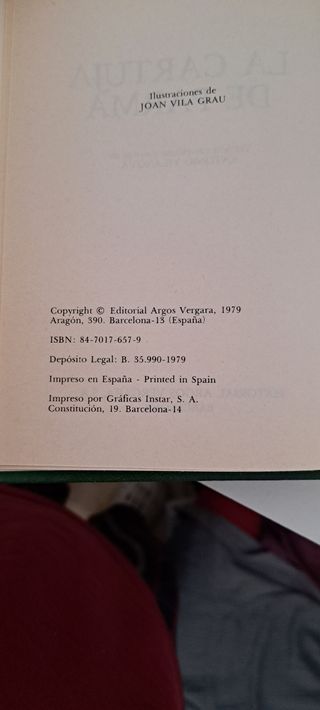 Ilustraciones de
JOAN VILA GRAU
Copyright © Editorial Argos Vergara, 1979
Aragón, 390. Barcelona-13 (España)
ISBN: 84-7017-657-9
Depósito Legal: B. 35.990-1979
Impreso en España - Printed in Spain
Impreso por Gráficas Instar, S. A.
Constitución, 19. Barcelona-14